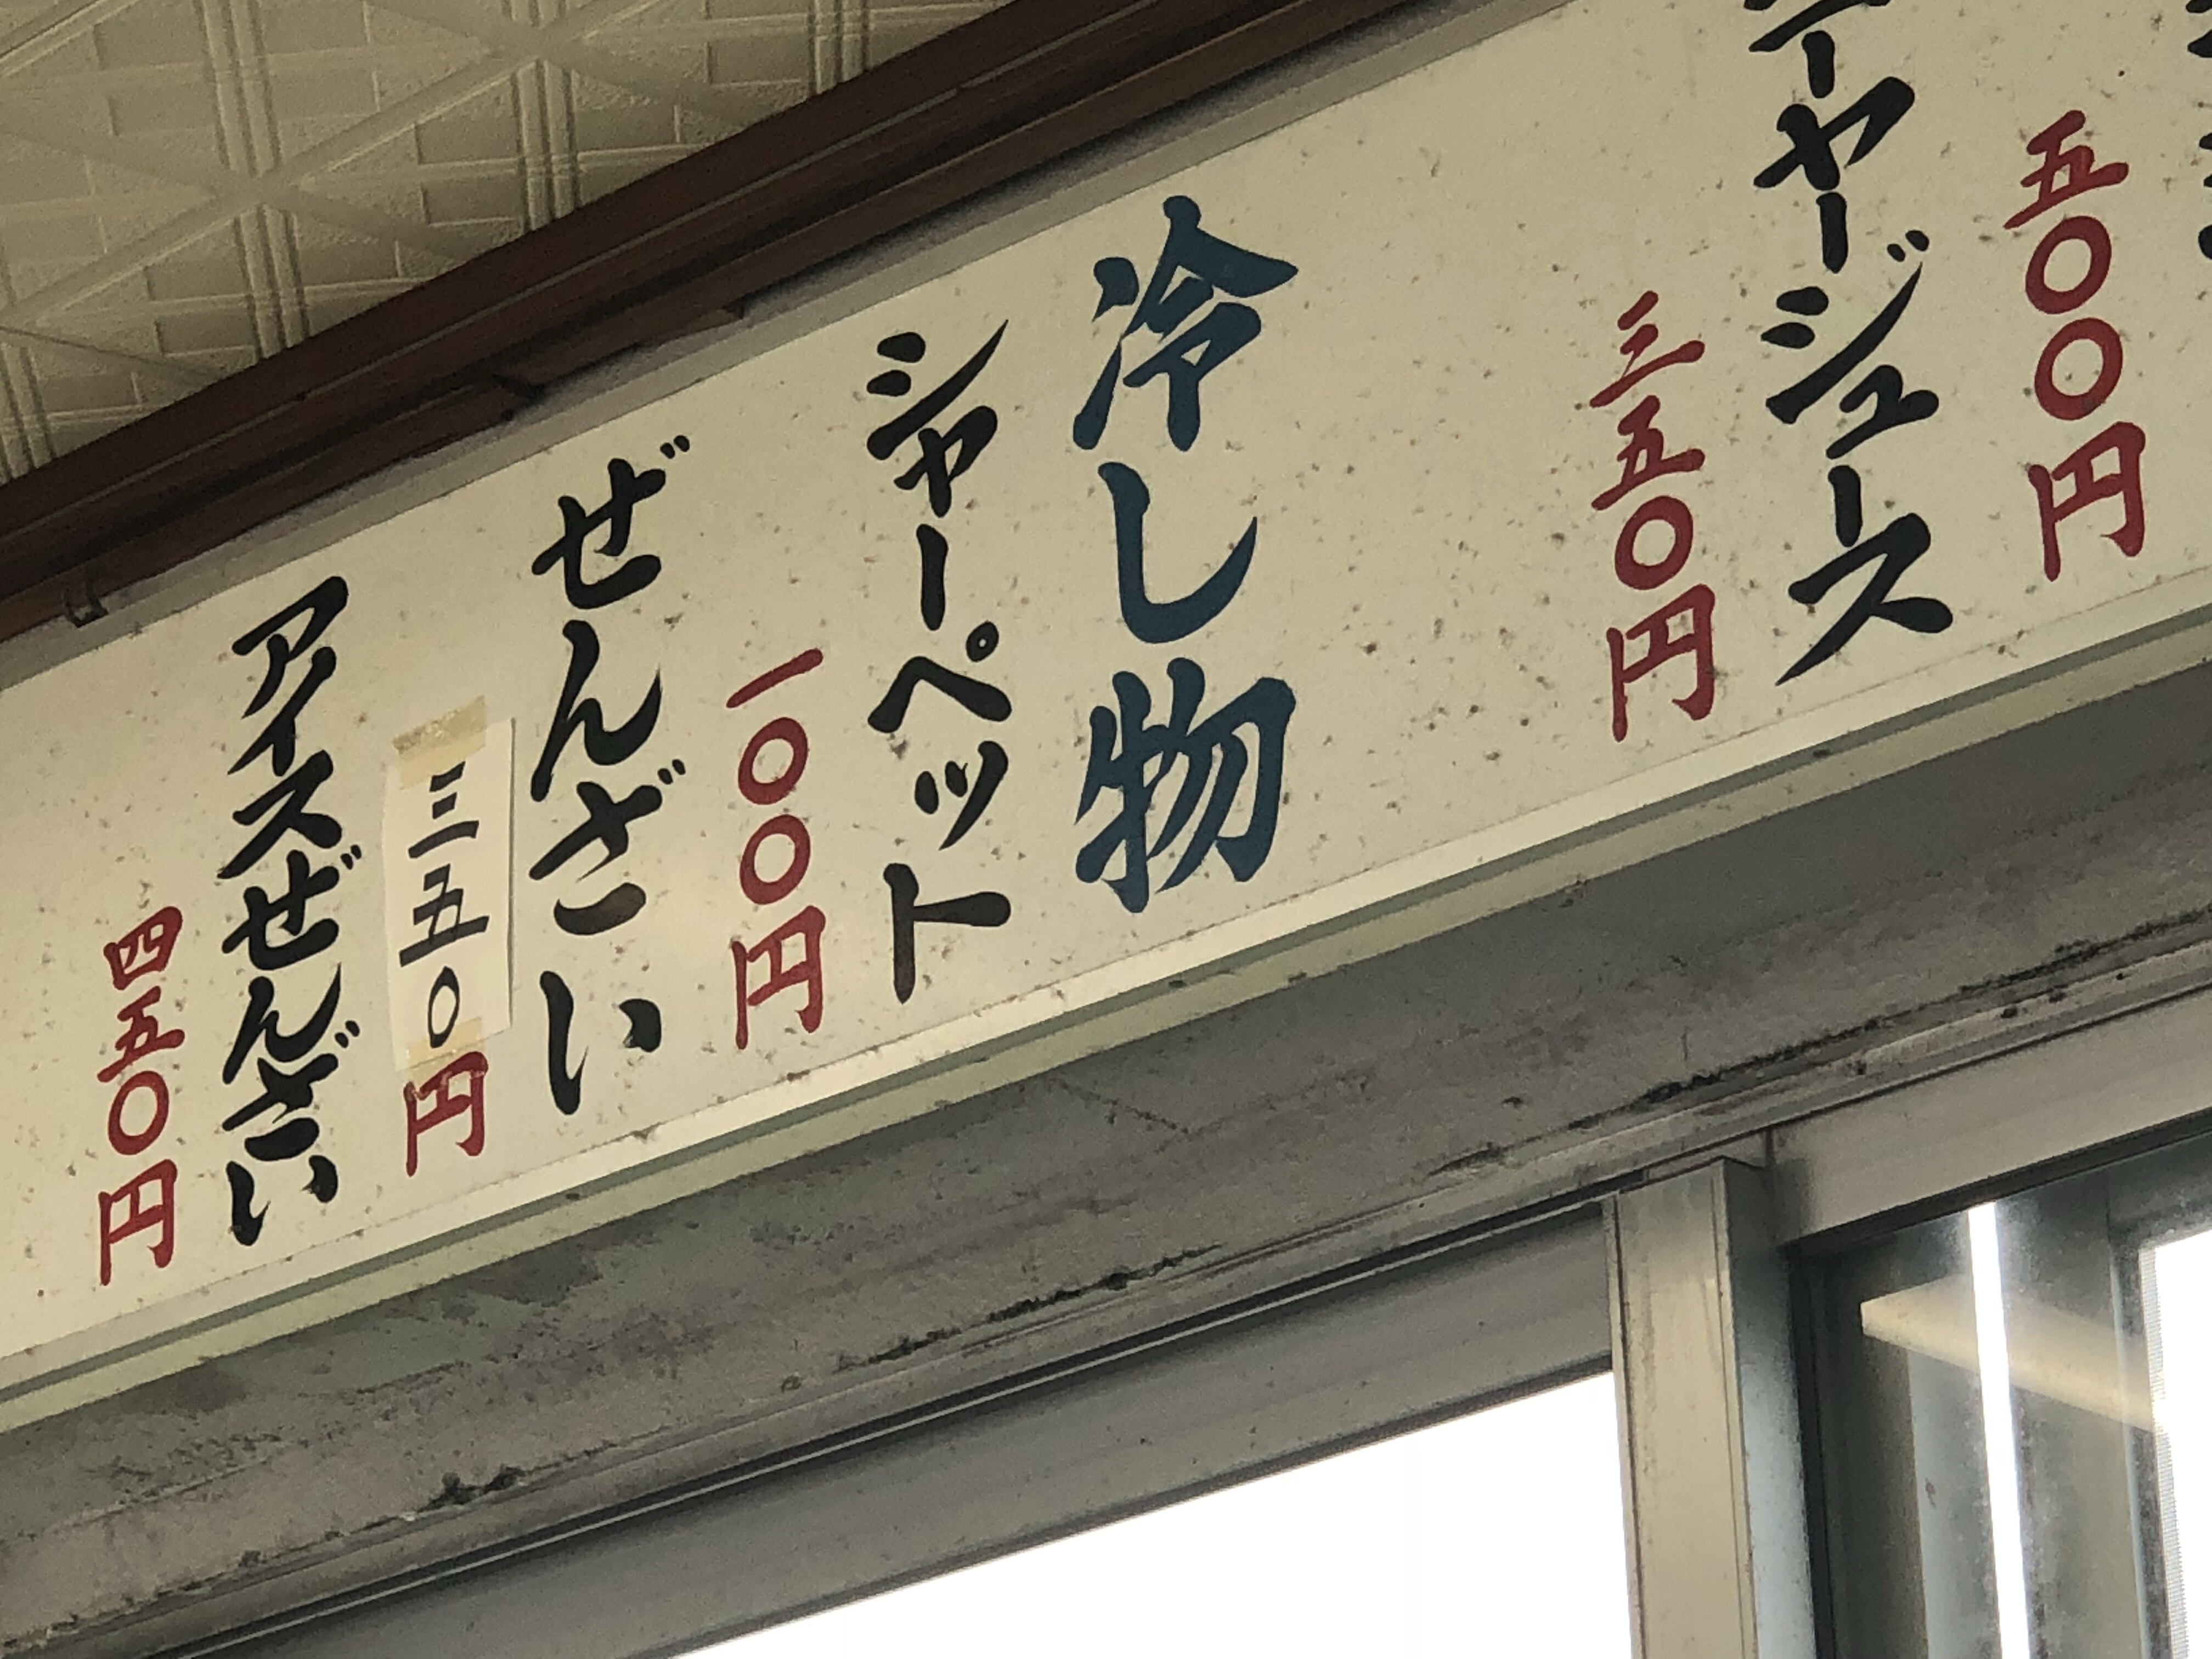 五〇〇円
ーヤージュース
三五〇円
冷し物
シャーペット
一〇〇円
ぜんざい
三五〇円
アイスぜんざい
四五〇円